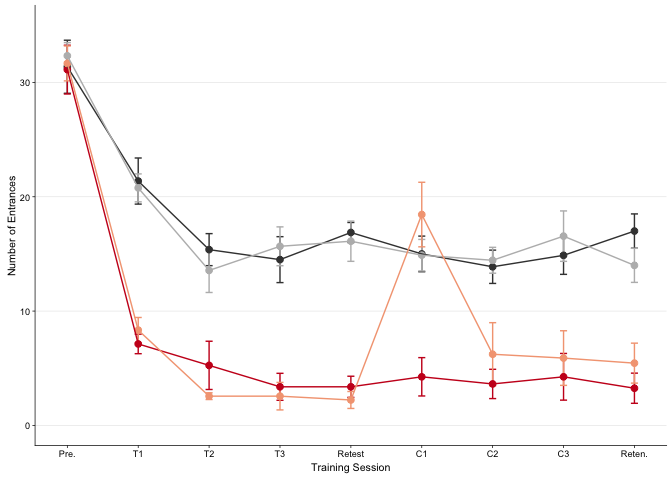 Number of Entrances
30
20
10
0
Pre. T1 T2 T3 Retest C1 C2 C3 Reten.
Training Session